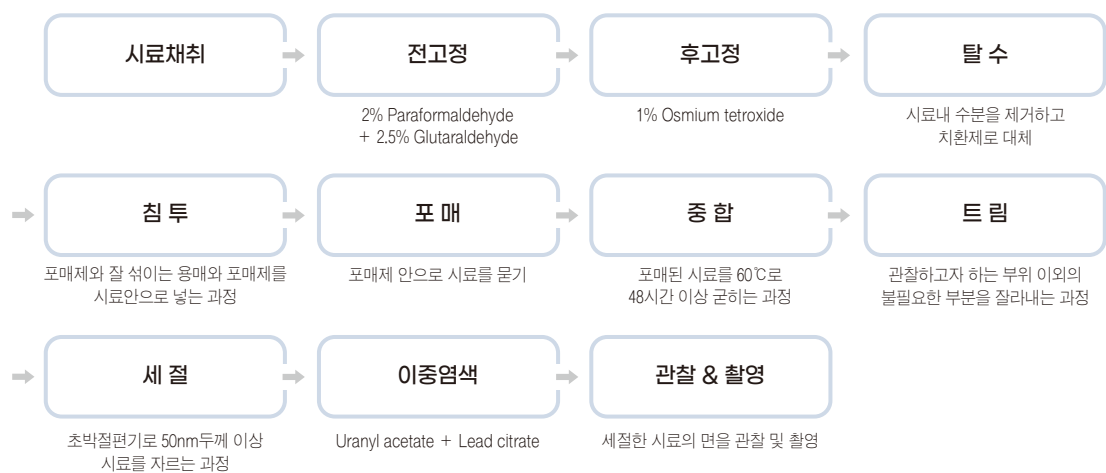 시료채취
전고정
후고정
탈 수
2% Paraformaldehyde
+ 2.5% Glutaraldehyde
1% Osmium tetroxide
시료내 수분을 제거하고
치환제로 대체
침 투
포 매
중 합
트 림
포매제와 잘 섞이는 용매와 포매제를
시료안으로 넣는 과정
포매제 안으로 시료를 묻기
포매된 시료를 60℃로
48시간 이상 굳히는 과정
관찰하고자 하는 부위 이외의
불필요한 부분을 잘라내는 과정
세 절
이중염색
관찰 & 촬영
초박절편기로 50nm두께 이상
시료를 자르는 과정
Uranyl acetate + Lead citrate
세절한 시료의 면을 관찰 및 촬영